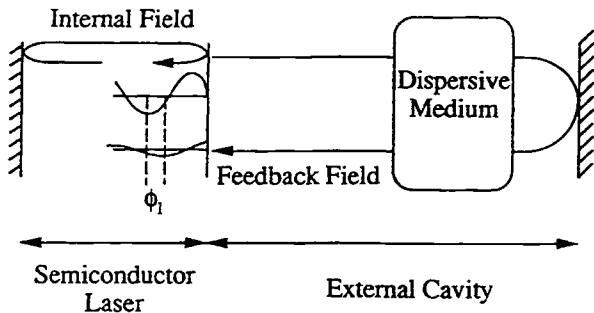 Internal Field
Dispersive
Medium
Feedback Field
ϕ₁
Semiconductor
Laser
External Cavity